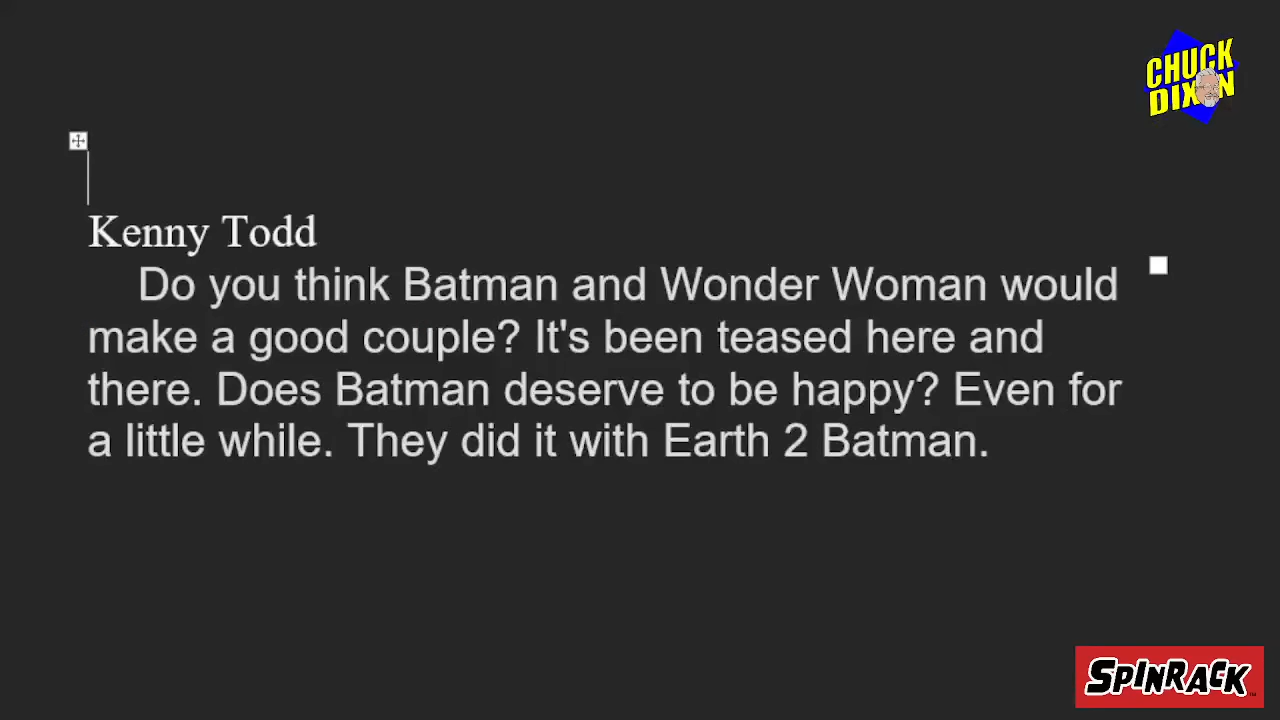 CHUCK
DIXON
Kenny Todd
Do you think Batman and Wonder Woman would
make a good couple? It's been teased here and
there. Does Batman deserve to be happy? Even for
a little while. They did it with Earth 2 Batman.
SPINRACK